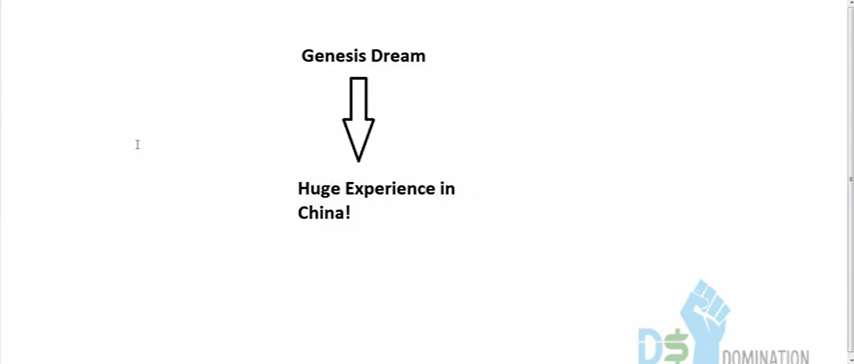 Genesis Dream
Huge Experience in
China!
D$ DOMINATION